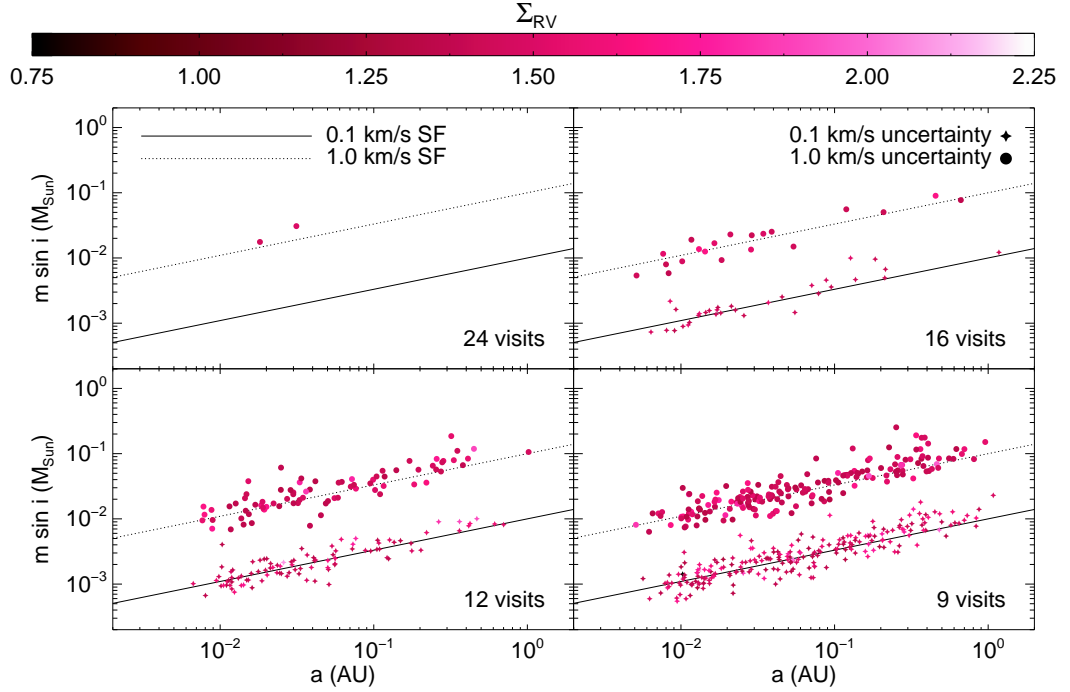 Σ_RV
0.75 1.00 1.25 1.50 1.75 2.00 2.25
0.1 km/s SF
1.0 km/s SF
0.1 km/s uncertainty
1.0 km/s uncertainty
m sin i (M_Sun)
10^0
10^-1
10^-2
10^-3
24 visits
16 visits
m sin i (M_Sun)
10^0
10^-1
10^-2
10^-3
12 visits
9 visits
10^-2 10^-1 10^0 10^-2 10^-1 10^0
a (AU) a (AU)